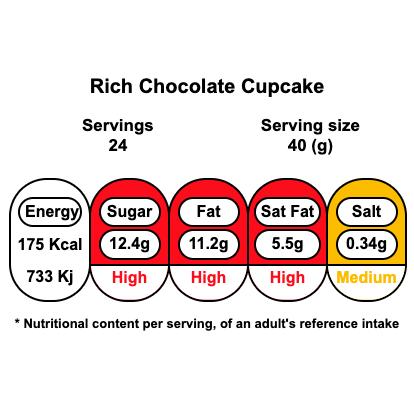 Rich Chocolate Cupcake
Servings Serving size
24 40 (g)
Energy Sugar Fat Sat Fat Salt
175 Kcal 12.4g 11.2g 5.5g 0.34g
733 Kj High High High Medium
* Nutritional content per serving, of an adult's reference intake